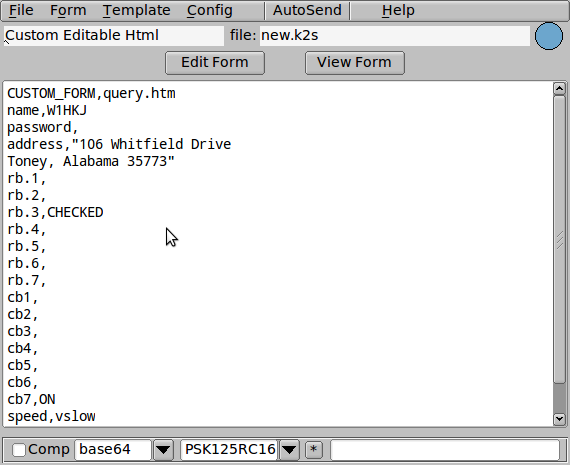 File Form Template Config AutoSend Help
Custom Editable Html file: new.k2s
Edit Form View Form
CUSTOM_FORM,query.htm
name,W1HKJ
password,
address,"106 Whitfield Drive
Toney, Alabama 35773"
rb.1,
rb.2,
rb.3,CHECKED
rb.4,
rb.5,
rb.6,
rb.7,
cb1,
cb2,
cb3,
cb4,
cb5,
cb6,
cb7,ON
speed,vslow
Comp base64 PSK125RC16 *